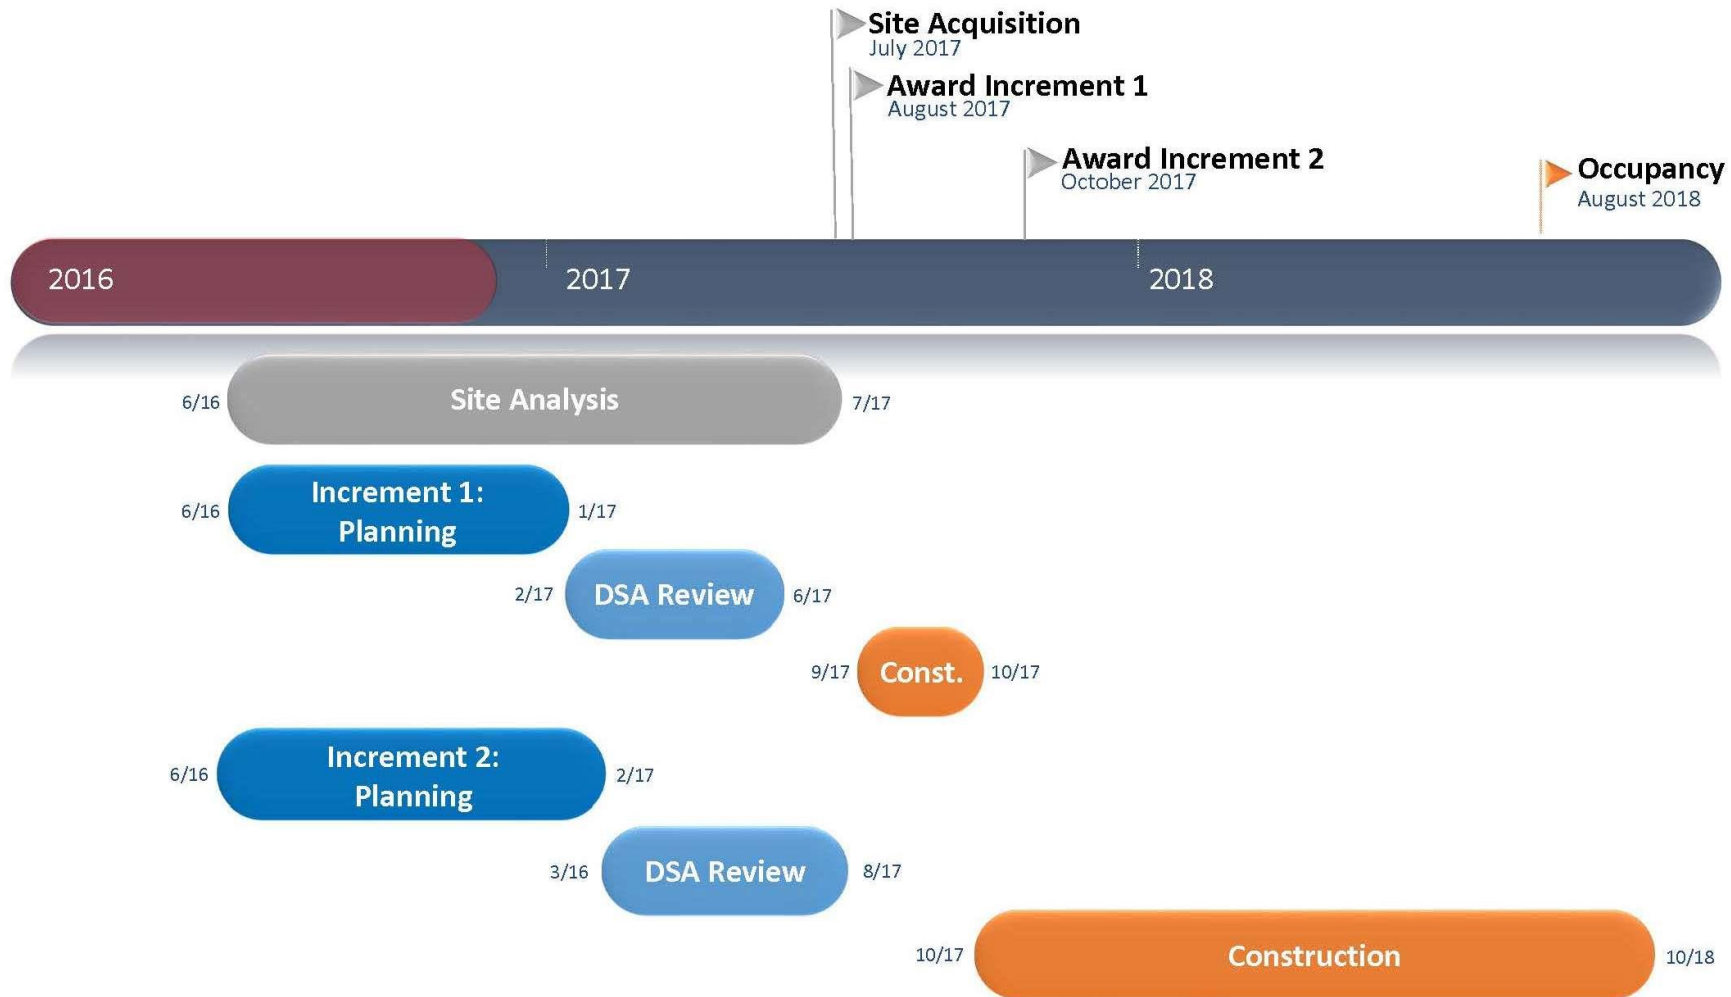 Site Acquisition
July 2017
Award Increment 1
August 2017
Award Increment 2
October 2017
Occupancy
August 2018
2016
2017
2018
6/16
Site Analysis
7/17
6/16
Increment 1:
Planning
1/17
2/17
DSA Review
6/17
9/17
Const.
10/17
6/16
Increment 2:
Planning
2/17
3/16
DSA Review
8/17
10/17
Construction
10/18